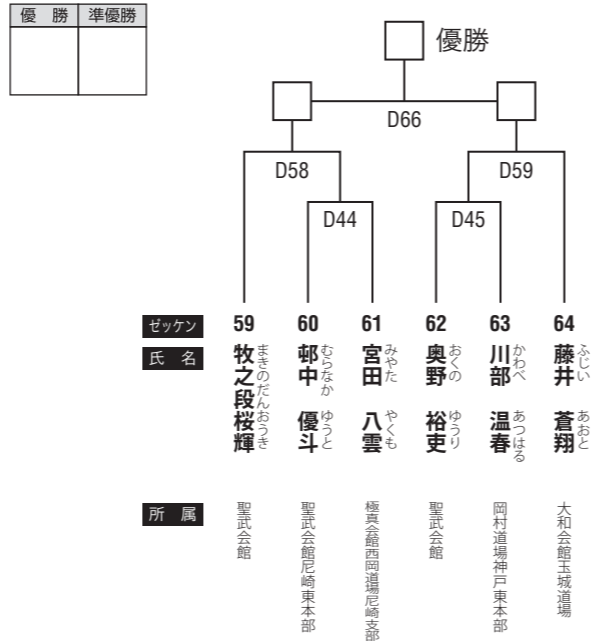 優 勝 準優勝
優勝
D66
D58 D59
D44 D45
ゼッケン 59 60 61 62 63 64
氏 名
牧之段桜輝 まきのだんおうき
邨中 優斗 むらなか ゆうと
宮田 八雲 みやた やくも
奥野 裕吏 おくの ゆうり
川部 温春 かわべ あつはる
藤井 蒼翔 ふじい あおと
所 属
聖武会館
聖武会館尼崎東本部
極真会館西岡道場尼崎支部
聖武会館
岡村道場神戸東本部
大和会館玉城道場